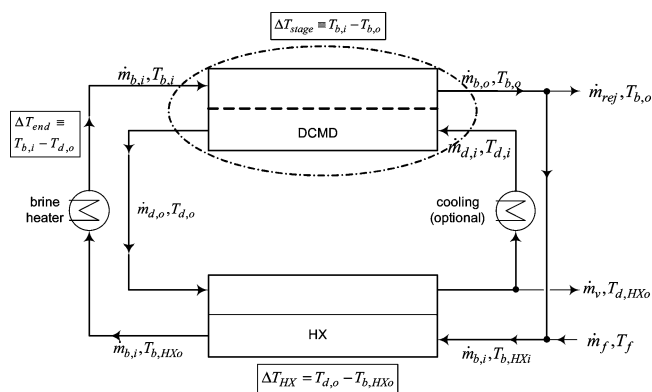 ΔT_stage ≡ T_b,i − T_b,o
ṁ_b,i, T_b,i
ṁ_b,o, T_b,o
ṁ_rej, T_b,o
ΔT_end ≡
T_b,i − T_d,o
DCMD
ṁ_d,i, T_d,i
brine
heater
ṁ_d,o, T_d,o
cooling
(optional)
ṁ_v, T_d,HXo
HX
ṁ_b,i, T_b,HXo
ṁ_b,i, T_b,HXi
ṁ_f, T_f
ΔT_HX = T_d,o − T_b,HXo